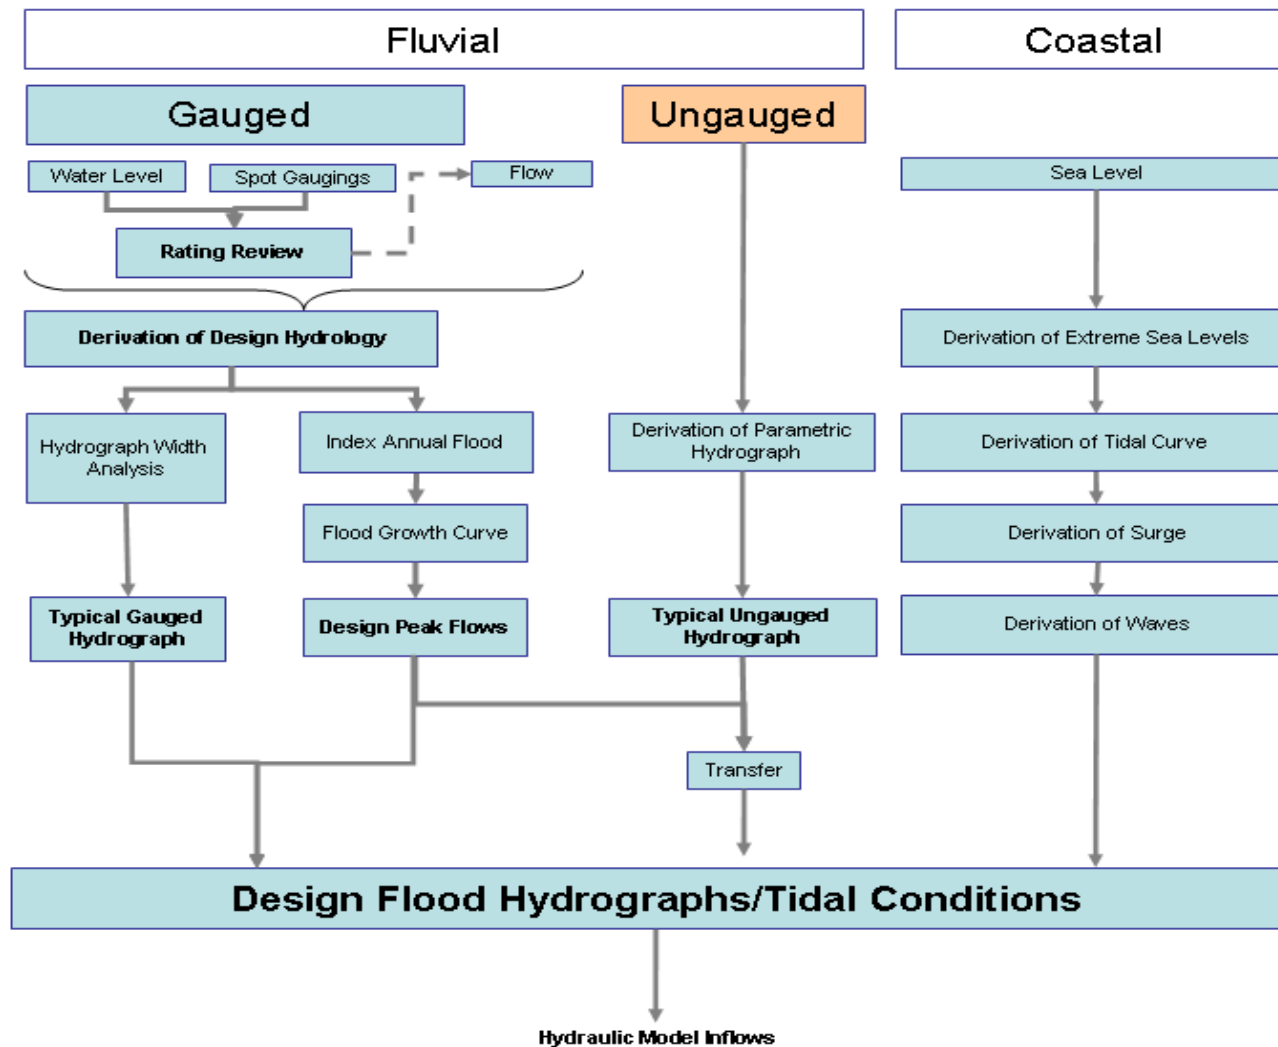 Fluvial
Coastal
Gauged
Ungauged
Water Level
Spot Gaugings
Flow
Sea Level
Rating Review
Derivation of Design Hydrology
Derivation of Extreme Sea Levels
Hydrograph Width
Analysis
Index Annual Flood
Derivation of Parametric
Hydrograph
Derivation of Tidal Curve
Flood Growth Curve
Derivation of Surge
Typical Gauged
Hydrograph
Design Peak Flows
Typical Ungauged
Hydrograph
Derivation of Waves
Transfer
Design Flood Hydrographs/Tidal Conditions
Hydraulic Model Inflows